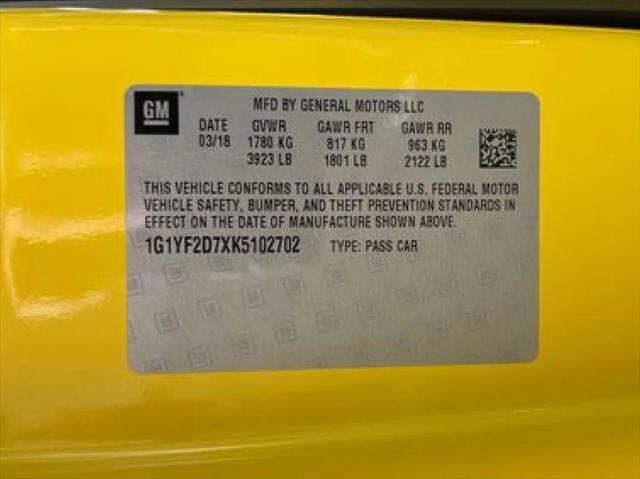 GM
MFD BY GENERAL MOTORS LLC
DATE GVWR GAWR FRT GAWR RR
03/18 1780 KG 817 KG 963 KG
3923 LB 1801 LB 2122 LB
THIS VEHICLE CONFORMS TO ALL APPLICABLE U.S. FEDERAL MOTOR
VEHICLE SAFETY, BUMPER, AND THEFT PREVENTION STANDARDS IN
EFFECT ON THE DATE OF MANUFACTURE SHOWN ABOVE.
1G1YF2D7XK5102702 TYPE: PASS CAR